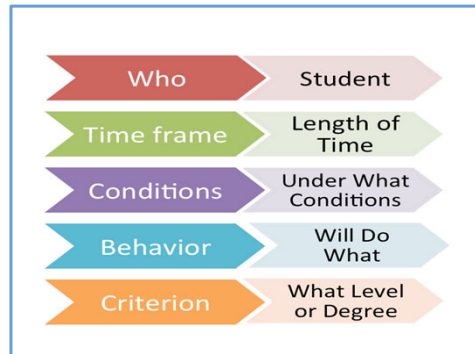 Who
Student
Time frame
Length of
Time
Conditions
Under What
Conditions
Behavior
Will Do
What
Criterion
What Level
or Degree